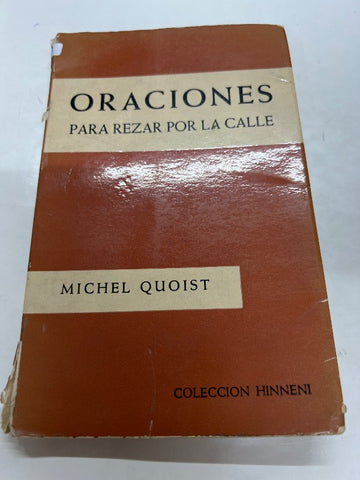 ORACIONES
PARA REZAR POR LA CALLE
MICHEL QUOIST
COLECCION HINNENI